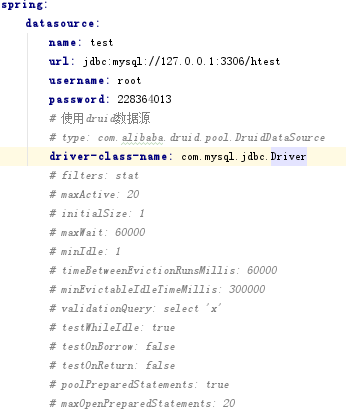 spring:
datasource:
name: test
url: jdbc:mysql://127.0.0.1:3306/htest
username: root
password: 228364013
# 使用druid数据源
# type: com.alibaba.druid.pool.DruidDataSource
driver-class-name: com.mysql.jdbc.Driver
# filters: stat
# maxActive: 20
# initialSize: 1
# maxWait: 60000
# minIdle: 1
# timeBetweenEvictionRunsMillis: 60000
# minEvictableIdleTimeMillis: 300000
# validationQuery: select 'x'
# testWhileIdle: true
# testOnBorrow: false
# testOnReturn: false
# poolPreparedStatements: true
# maxOpenPreparedStatements: 20